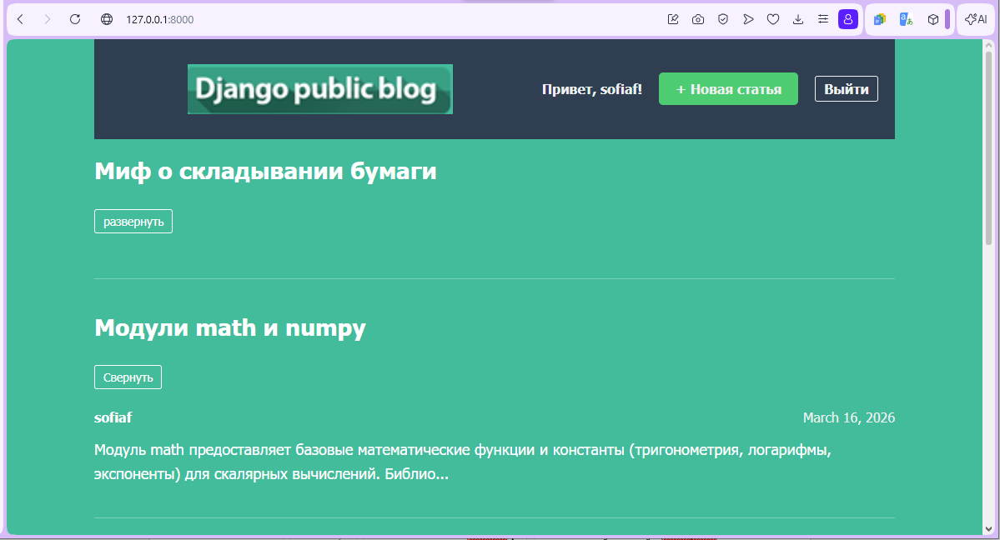 127.0.0.1:8000
AI
Django public blog
Привет, sofiaf!
+ Новая статья
Выйти
Миф о складывании бумаги
развернуть
Модули math и numpy
Свернуть
sofiaf
March 16, 2026
Модуль math предоставляет базовые математические функции и константы (тригонометрия, логарифмы,
экспоненты) для скалярных вычислений. Библио...